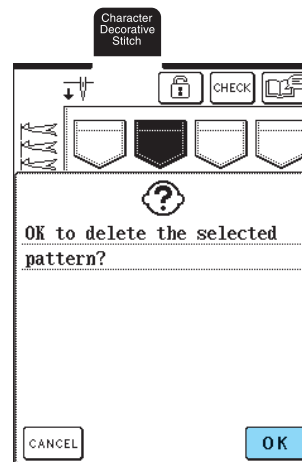 Character
Decorative
Stitch
CHECK
OK to delete the selected
pattern?
CANCEL
OK